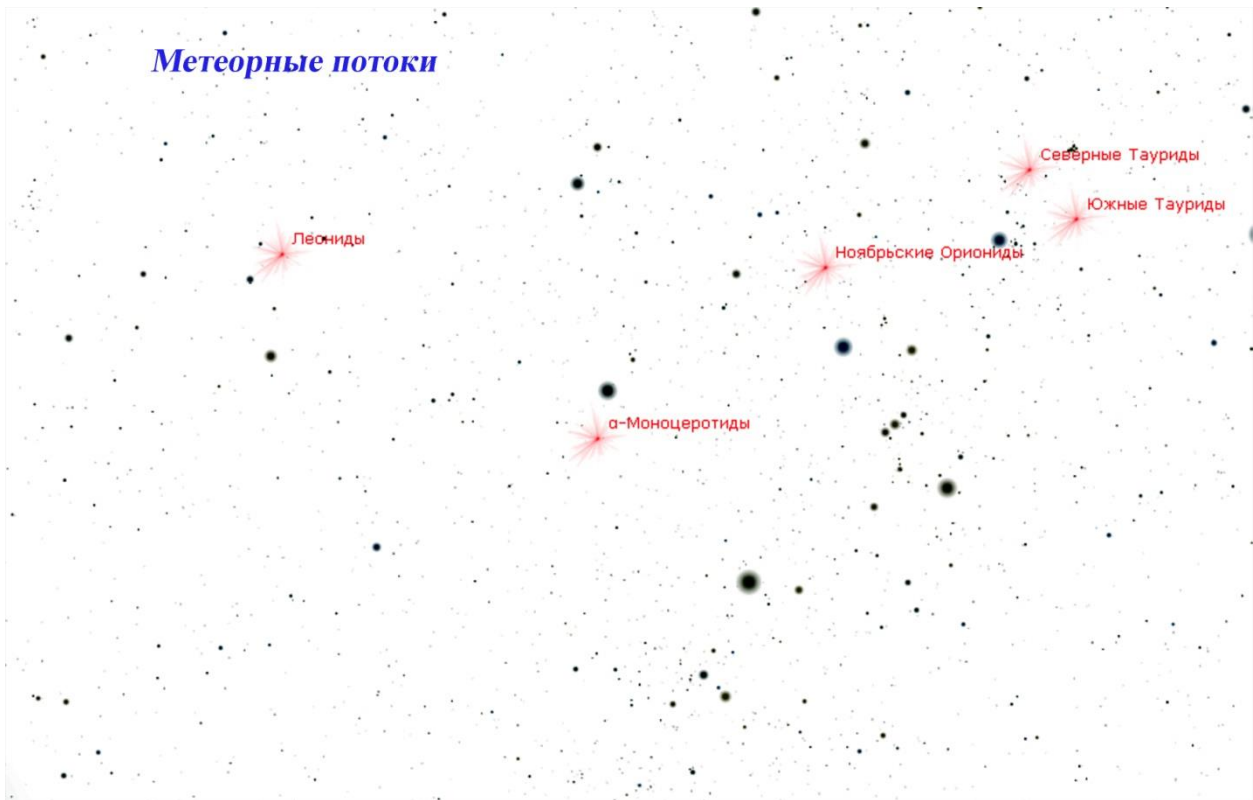 Метеорные потоки
Северные Тауриды
Южные Тауриды
Леониды
Ноябрьские Ориониды
α-Моноцеротиды